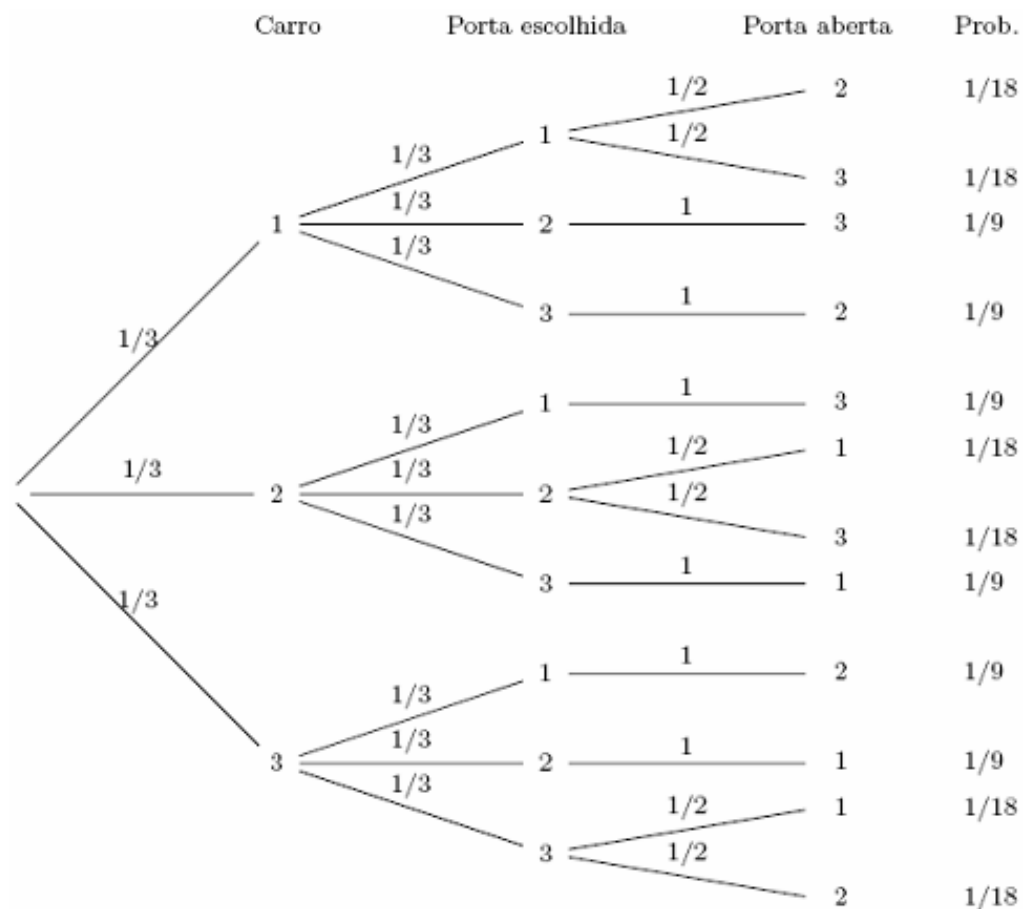 Carro Porta escolhida Porta aberta Prob.
1/2 2 1/18
1
1/3 1/2
3 1/18
1/3
1 2 1 3 1/9
1/3
3 1 2 1/9
1/3
1 1 3 1/9
1/3 1/2 1 1/18
1/3 1/3
2 2 1/2
1/3 3 1/18
3 1 1 1/9
1/3
1 1 2 1/9
1/3
1/3 1
3 2 1 1/9
1/3 1/2 1 1/18
3 1/2
2 1/18